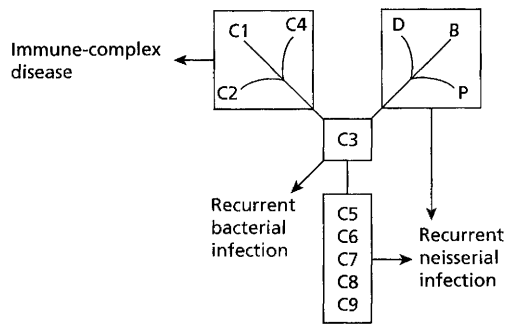 Immune-complex
disease
C1
C4
C2
D
B
P
C3
Recurrent
bacterial
infection
C5
C6
C7
C8
C9
Recurrent
neisserial
infection